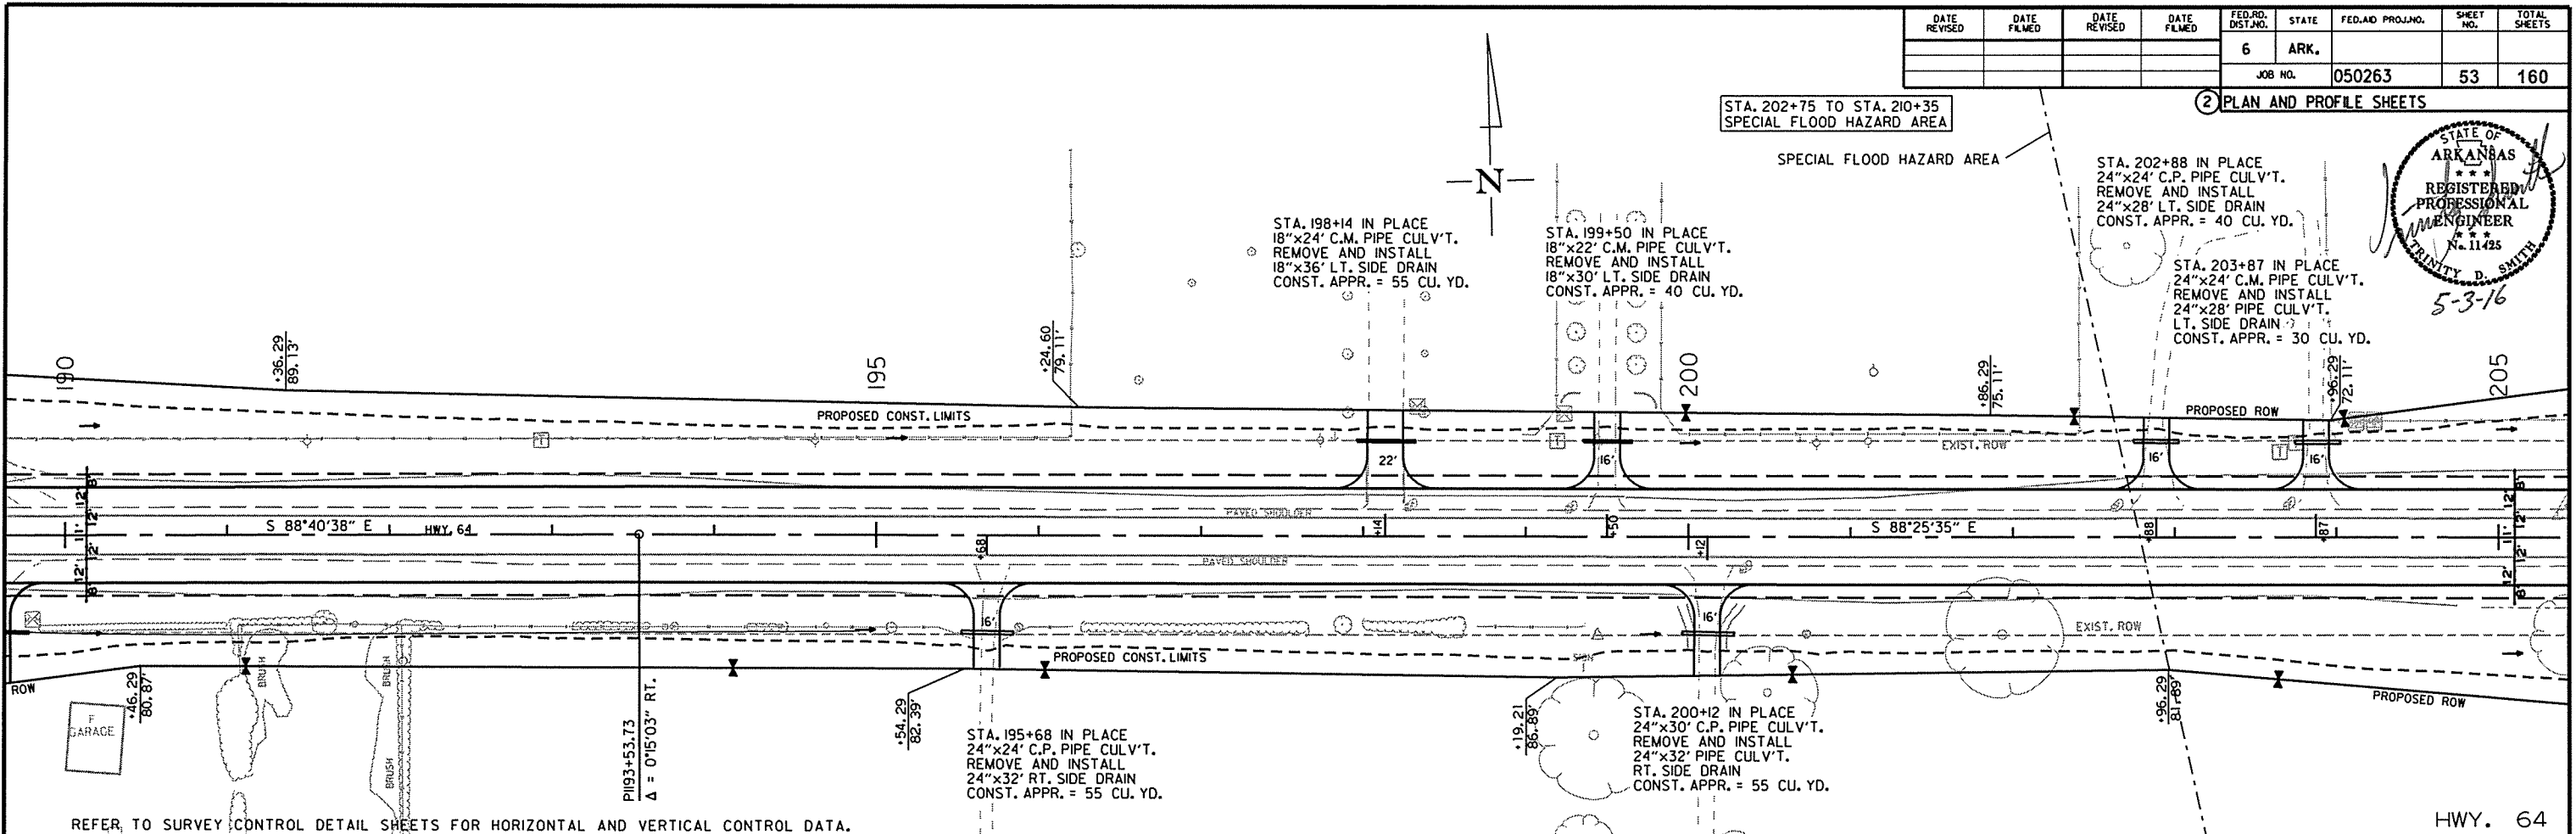 DATE REVISED
DATE FILMED
DATE REVISED
DATE FILMED
FED.RD. DIST.NO.
STATE
FED.AID PROJ.NO.
SHEET NO.
TOTAL SHEETS
6
ARK.
JOB NO.
050263
53
160
2 PLAN AND PROFILE SHEETS
STA. 202+75 TO STA. 210+35
SPECIAL FLOOD HAZARD AREA
SPECIAL FLOOD HAZARD AREA
STATE OF
ARKANSAS
★ ★ ★
REGISTERED
PROFESSIONAL
ENGINEER
★ ★ ★
No. 11425
TRINITY D. SMITH
5-3-16
N
STA. 198+14 IN PLACE
18"x24' C.M. PIPE CULV'T.
REMOVE AND INSTALL
18"x36' LT. SIDE DRAIN
CONST. APPR. = 55 CU. YD.
STA. 199+50 IN PLACE
18"x22' C.M. PIPE CULV'T.
REMOVE AND INSTALL
18"x30' LT. SIDE DRAIN
CONST. APPR. = 40 CU. YD.
STA. 202+88 IN PLACE
24"x24' C.P. PIPE CULV'T.
REMOVE AND INSTALL
24"x28' LT. SIDE DRAIN
CONST. APPR. = 40 CU. YD.
STA. 203+87 IN PLACE
24"x24' C.M. PIPE CULV'T.
REMOVE AND INSTALL
24"x28' PIPE CULV'T.
LT. SIDE DRAIN
CONST. APPR. = 30 CU. YD.
190
+36.29
89.13'
195
+24.60
79.11'
200
+86.29
75.11'
+96.29
72.11'
205
PROPOSED CONST. LIMITS
PROPOSED ROW
EXIST. ROW
T
T
T
22'
16'
16'
16'
8'
12'
12'
11'
12'
12'
8'
S 88°40'38" E
HWY. 64
PAVED SHOULDER
S 88°25'35" E
+14
+50
+88
+87
+68
+12
PAVED SHOULDER
8'
12'
12'
11'
12'
12'
8'
16'
16'
EXIST. ROW
SIGN
PROPOSED CONST. LIMITS
ROW
PROPOSED ROW
BRUSH
BRUSH
BRUSH
F
GARAGE
+46.29
80.87'
PI193+53.73
Δ = 0°15'03" RT.
+54.29
82.39'
+19.21
86.89'
+96.29
81.89'
STA. 195+68 IN PLACE
24"x24' C.P. PIPE CULV'T.
REMOVE AND INSTALL
24"x32' RT. SIDE DRAIN
CONST. APPR. = 55 CU. YD.
STA. 200+12 IN PLACE
24"x30' C.P. PIPE CULV'T.
REMOVE AND INSTALL
24"x32' PIPE CULV'T.
RT. SIDE DRAIN
CONST. APPR. = 55 CU. YD.
REFER TO SURVEY CONTROL DETAIL SHEETS FOR HORIZONTAL AND VERTICAL CONTROL DATA.
HWY. 64